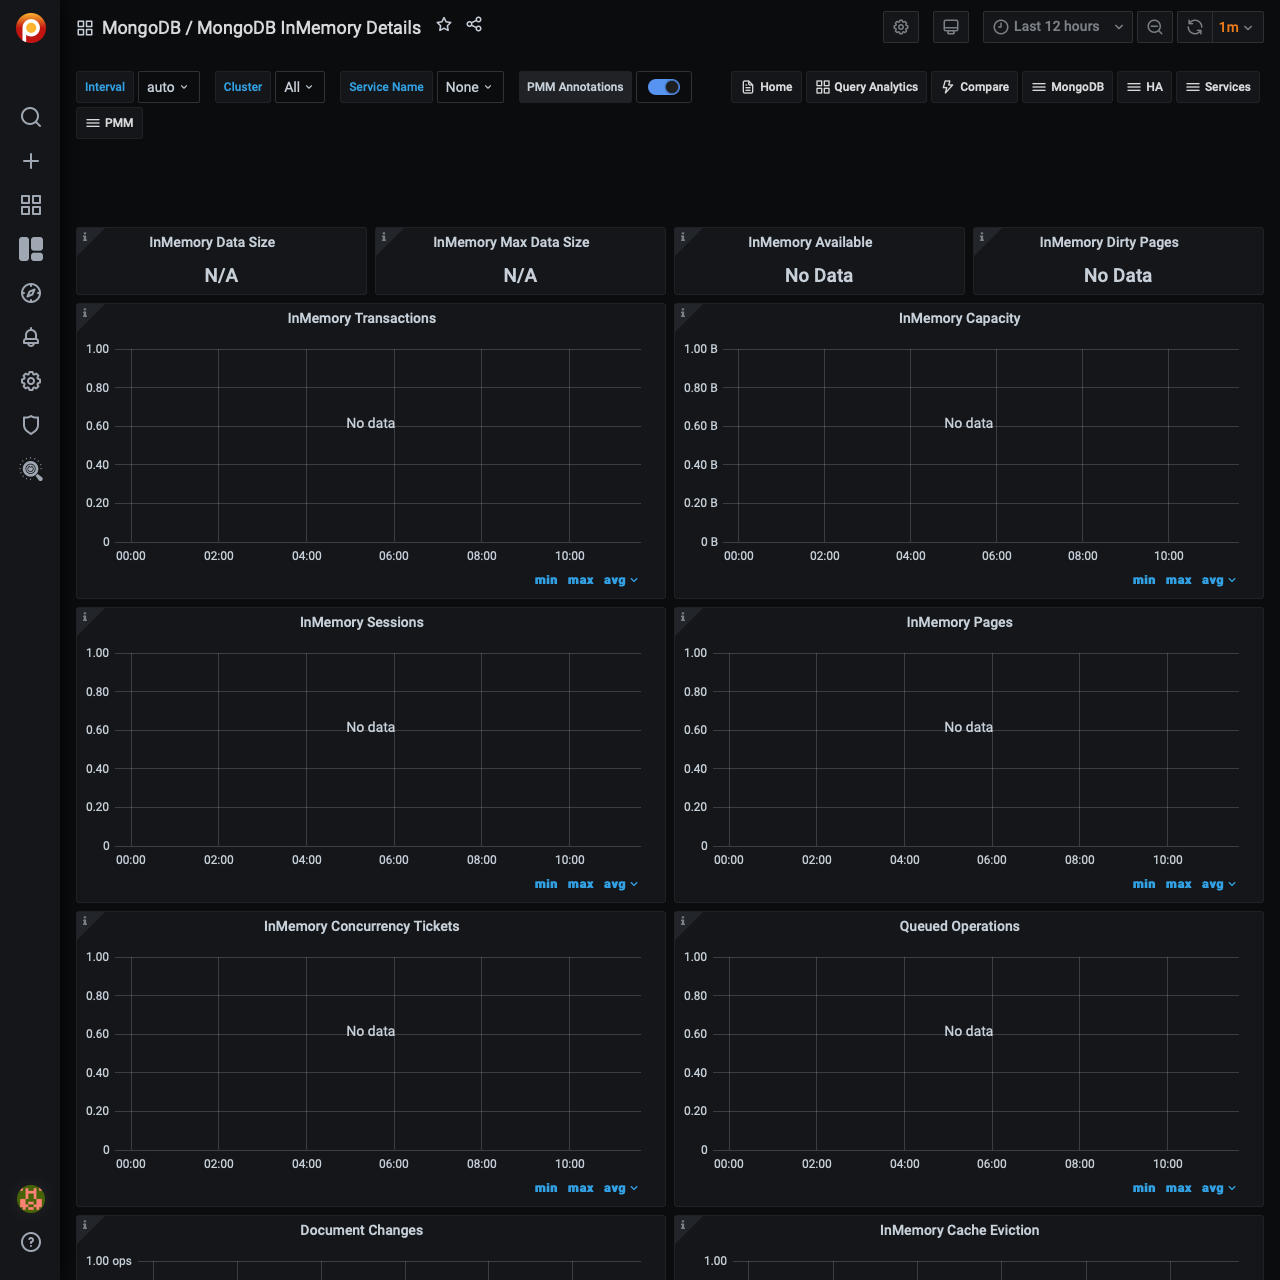 MongoDB / MongoDB InMemory Details
Last 12 hours
1m
Interval auto Cluster All Service Name None PMM Annotations
Home Query Analytics Compare MongoDB HA Services
PMM
InMemory Data Size
N/A
InMemory Max Data Size
N/A
InMemory Available
No Data
InMemory Dirty Pages
No Data
InMemory Transactions
1.00
0.80
0.60
0.40
0.20
0
No data
00:00 02:00 04:00 06:00 08:00 10:00
min max avg
InMemory Capacity
1.00 B
0.80 B
0.60 B
0.40 B
0.20 B
0 B
No data
00:00 02:00 04:00 06:00 08:00 10:00
min max avg
InMemory Sessions
1.00
0.80
0.60
0.40
0.20
0
No data
00:00 02:00 04:00 06:00 08:00 10:00
min max avg
InMemory Pages
1.00
0.80
0.60
0.40
0.20
0
No data
00:00 02:00 04:00 06:00 08:00 10:00
min max avg
InMemory Concurrency Tickets
1.00
0.80
0.60
0.40
0.20
0
No data
00:00 02:00 04:00 06:00 08:00 10:00
min max avg
Queued Operations
1.00
0.80
0.60
0.40
0.20
0
No data
00:00 02:00 04:00 06:00 08:00 10:00
min max avg
Document Changes
1.00 ops
InMemory Cache Eviction
1.00